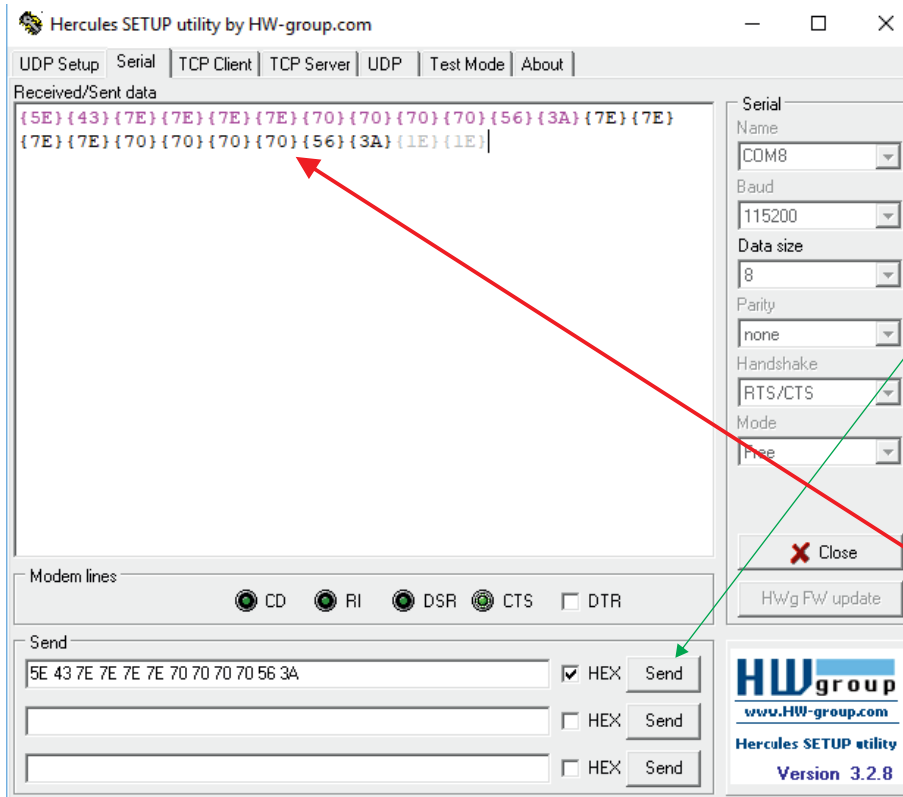 Hercules SETUP utility by HW-group.com
UDP Setup Serial TCP Client TCP Server UDP Test Mode About
Received/Sent data
{5E}{43}{7E}{7E}{7E}{7E}{70}{70}{70}{70}{56}{3A}{7E}{7E}
{7E}{7E}{70}{70}{70}{70}{56}{3A}{1E}{1E}
Serial
Name
COM8
Baud
115200
Data size
8
Parity
none
Handshake
RTS/CTS
Mode
Free
Close
HWg FW update
Modem lines
CD RI DSR CTS DTR
Send
5E 43 7E 7E 7E 7E 70 70 70 70 56 3A HEX Send
HEX Send
HEX Send
HW group
www.HW-group.com
Hercules SETUP utility
Version 3.2.8